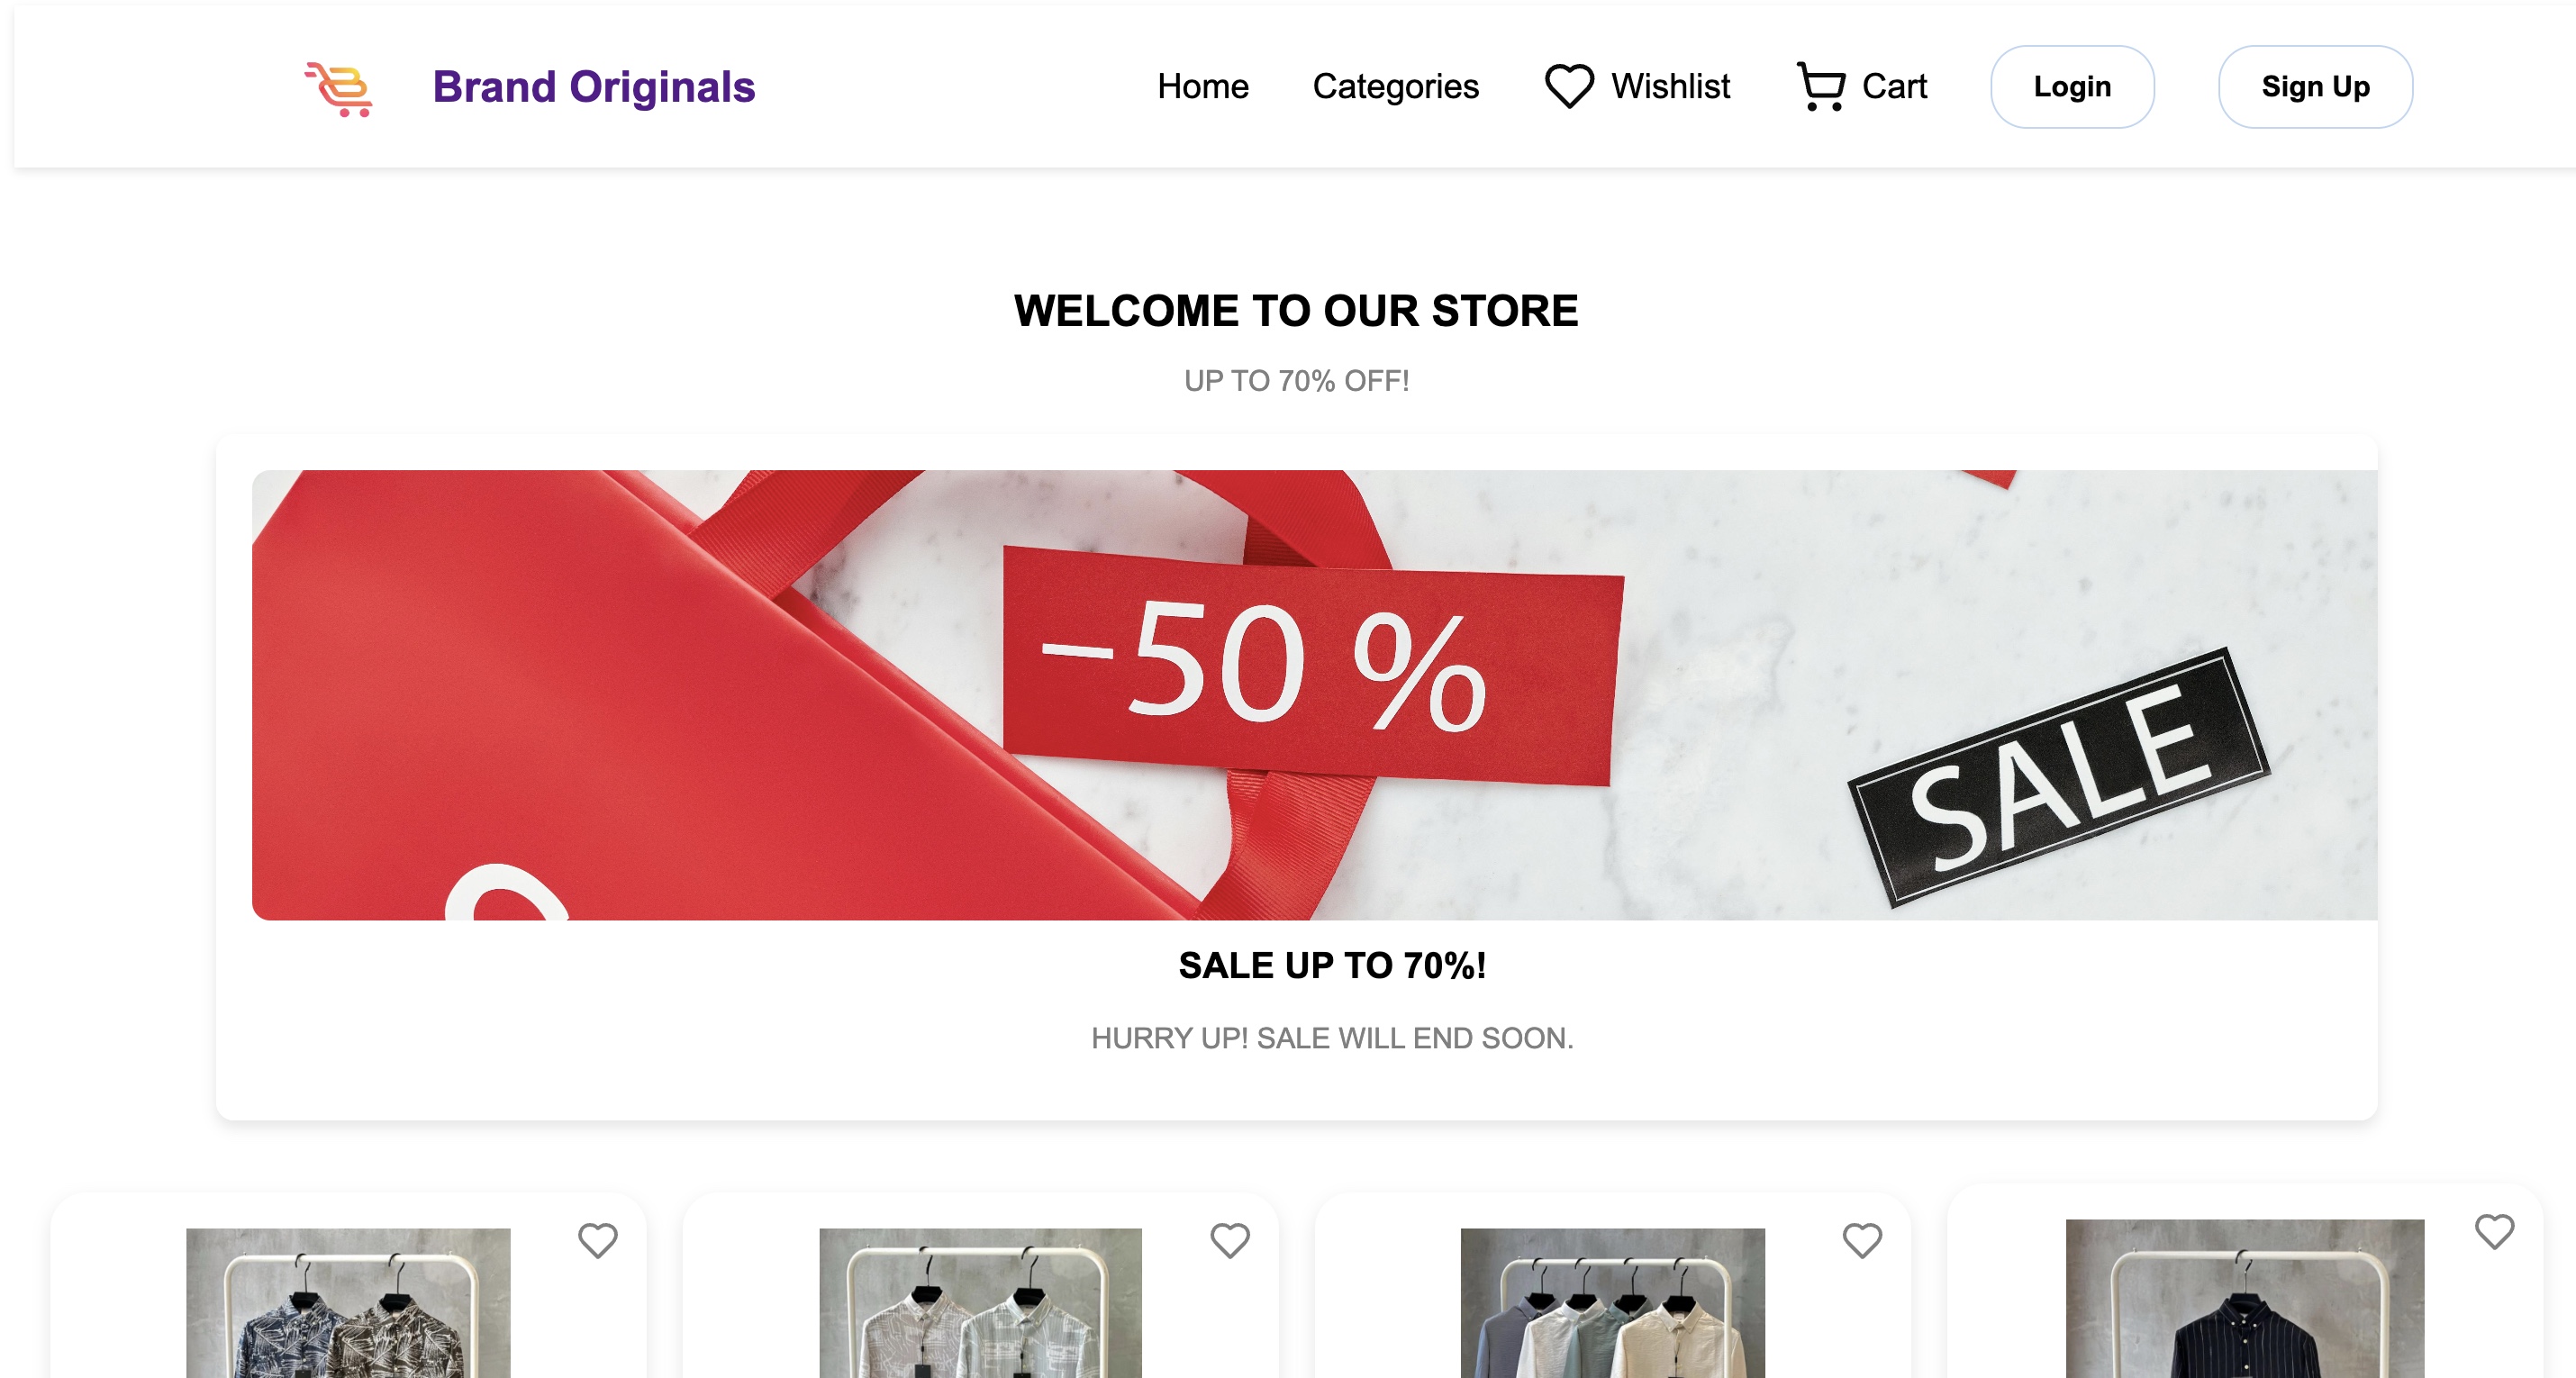 Brand Originals
Home
Categories
Wishlist
Cart
Login
Sign Up
WELCOME TO OUR STORE
UP TO 70% OFF!
–50 %
SALE
SALE UP TO 70%!
HURRY UP! SALE WILL END SOON.